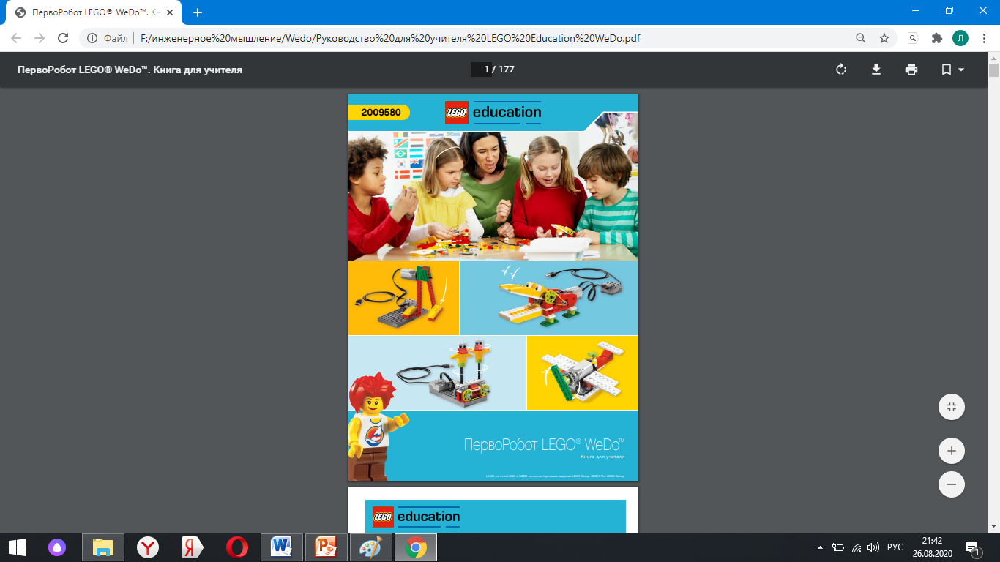 ПервоРобот LEGO® WeDo™. Кн
Файл
F:/инженерное%20мышление/Wedo/Руководство%20для%20учителя%20LEGO%20Education%20WeDo.pdf
Л
ПервоРобот LEGO® WeDo™. Книга для учителя
1 / 177
2009580
LEGO education
ПервоРобот LEGO® WeDo™
Книга для учителя
LEGO education
РУС
21:42
26.08.2020
1